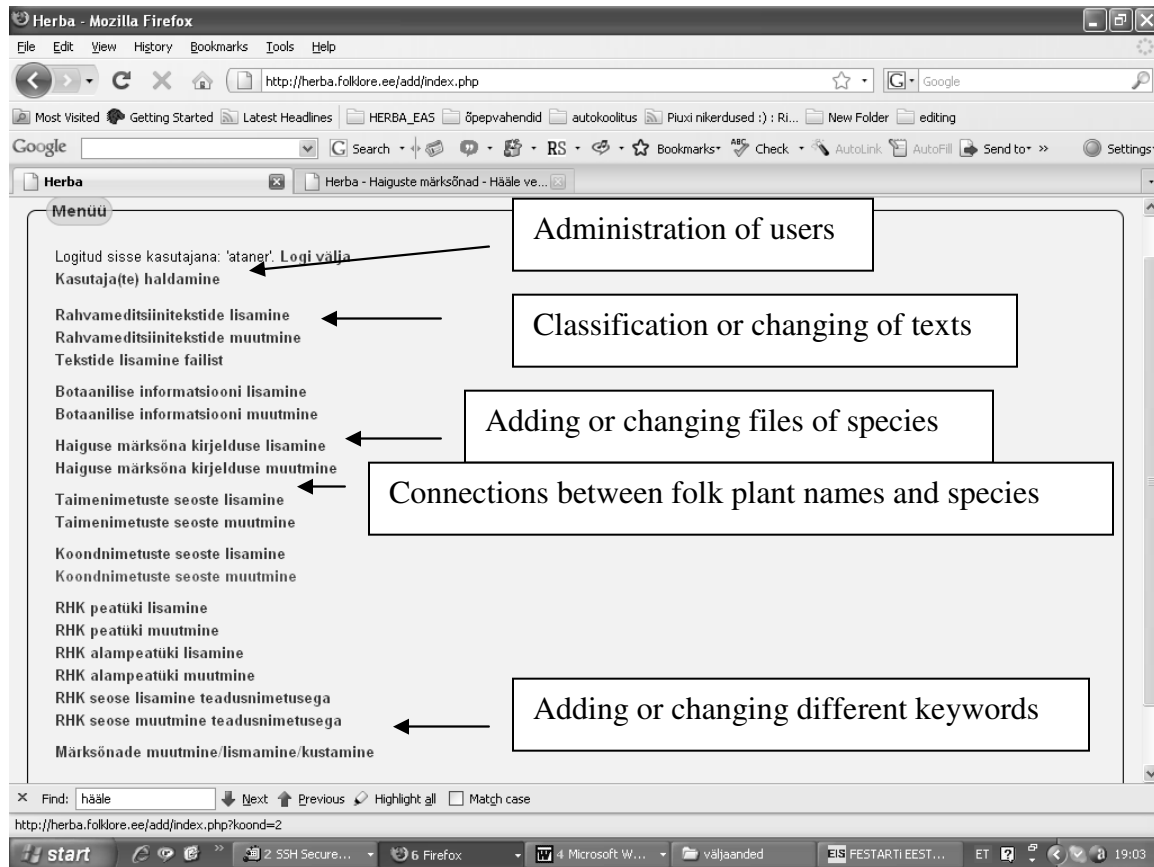 Herba - Mozilla Firefox
File Edit View History Bookmarks Tools Help
http://herba.folklore.ee/add/index.php
G Google
Most Visited Getting Started Latest Headlines HERBA_EAS õpepvahendid autokoolitus Piuxi nikerdused :) : Ri... New Folder editing
Google G Search RS Bookmarks ABC Check AutoLink AutoFill Send to » Settings
Herba Herba - Haiguste märksõnad - Hääle ve...
Menüü
Administration of users
Logitud sisse kasutajana: 'ataner'. Logi välja
Kasutaja(te) haldamine
Rahvameditsiinitekstide lisamine
Classification or changing of texts
Rahvameditsiinitekstide muutmine
Tekstide lisamine failist
Botaanilise informatsiooni lisamine
Botaanilise informatsiooni muutmine
Adding or changing files of species
Haiguse märksõna kirjelduse lisamine
Haiguse märksõna kirjelduse muutmine
Connections between folk plant names and species
Taimenimetuste seoste lisamine
Taimenimetuste seoste muutmine
Koondnimetuste seoste lisamine
Koondnimetuste seoste muutmine
RHK peatüki lisamine
RHK peatüki muutmine
RHK alampeatüki lisamine
RHK alampeatüki muutmine
RHK seose lisamine teadusnimetusega
Adding or changing different keywords
RHK seose muutmine teadusnimetusega
Märksõnade muutmine/lismamine/kustamine
× Find: hääle Next Previous Highlight all Match case
http://herba.folklore.ee/add/index.php?koond=2
start » 2 SSH Secure... 6 Firefox W 4 Microsoft W... väljaanded EIS FESTARTi EEST... ET 19:03